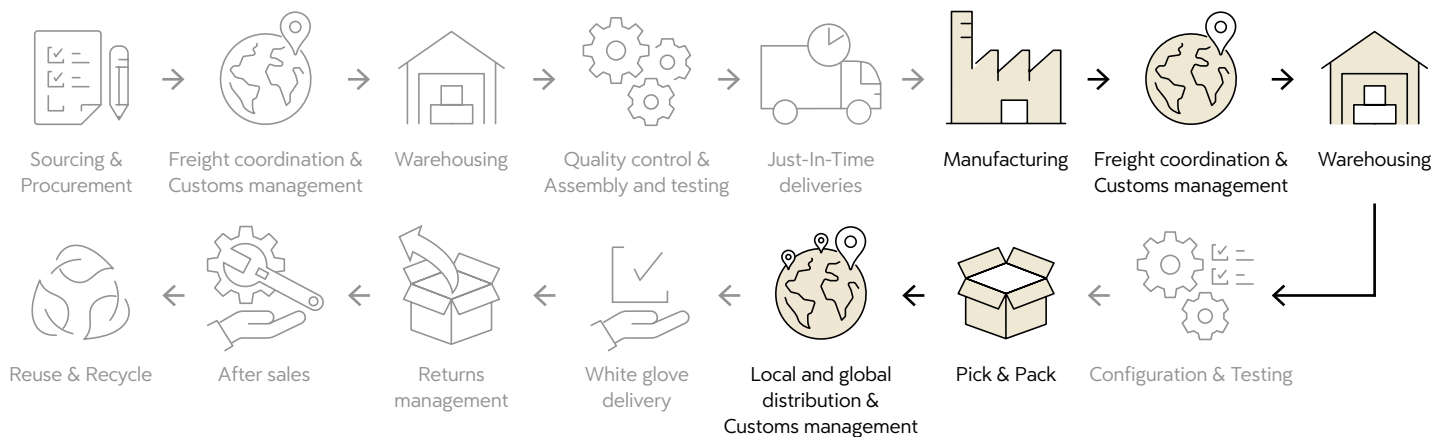 Sourcing &
Procurement
Freight coordination &
Customs management
Warehousing
Quality control &
Assembly and testing
Just-In-Time
deliveries
Manufacturing
Freight coordination &
Customs management
Warehousing
Reuse & Recycle
After sales
Returns
management
White glove
delivery
Local and global
distribution &
Customs management
Pick & Pack
Configuration & Testing